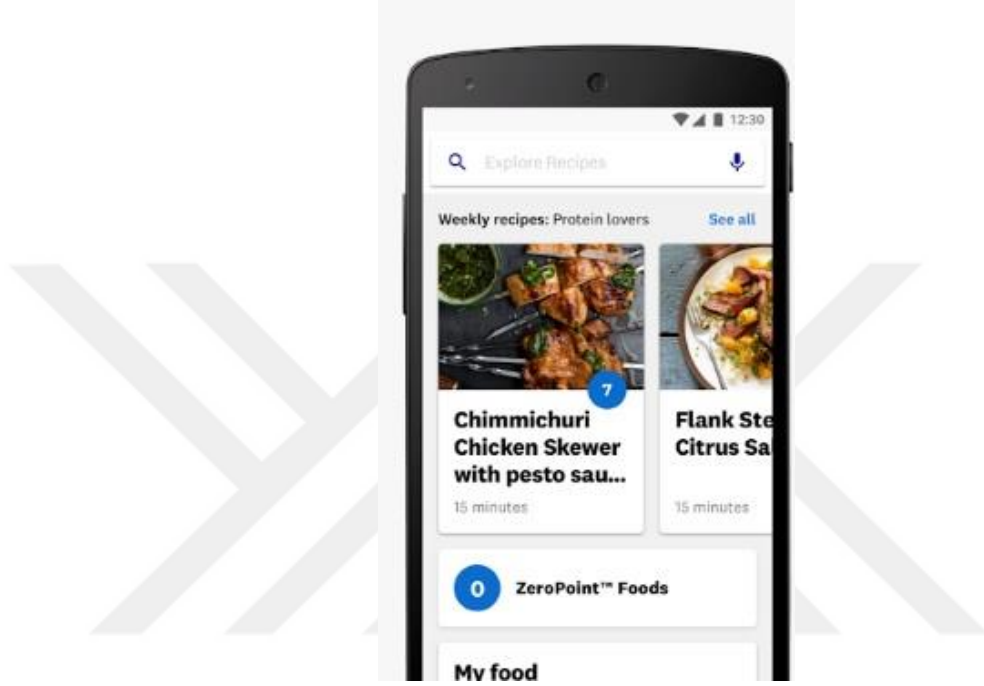 12:30
Explore Recipes
Weekly recipes: Protein lovers See all
7
Chimmichuri
Chicken Skewer
with pesto sau...
15 minutes
Flank Ste
Citrus Sa
15 minutes
0 ZeroPoint™ Foods
My food